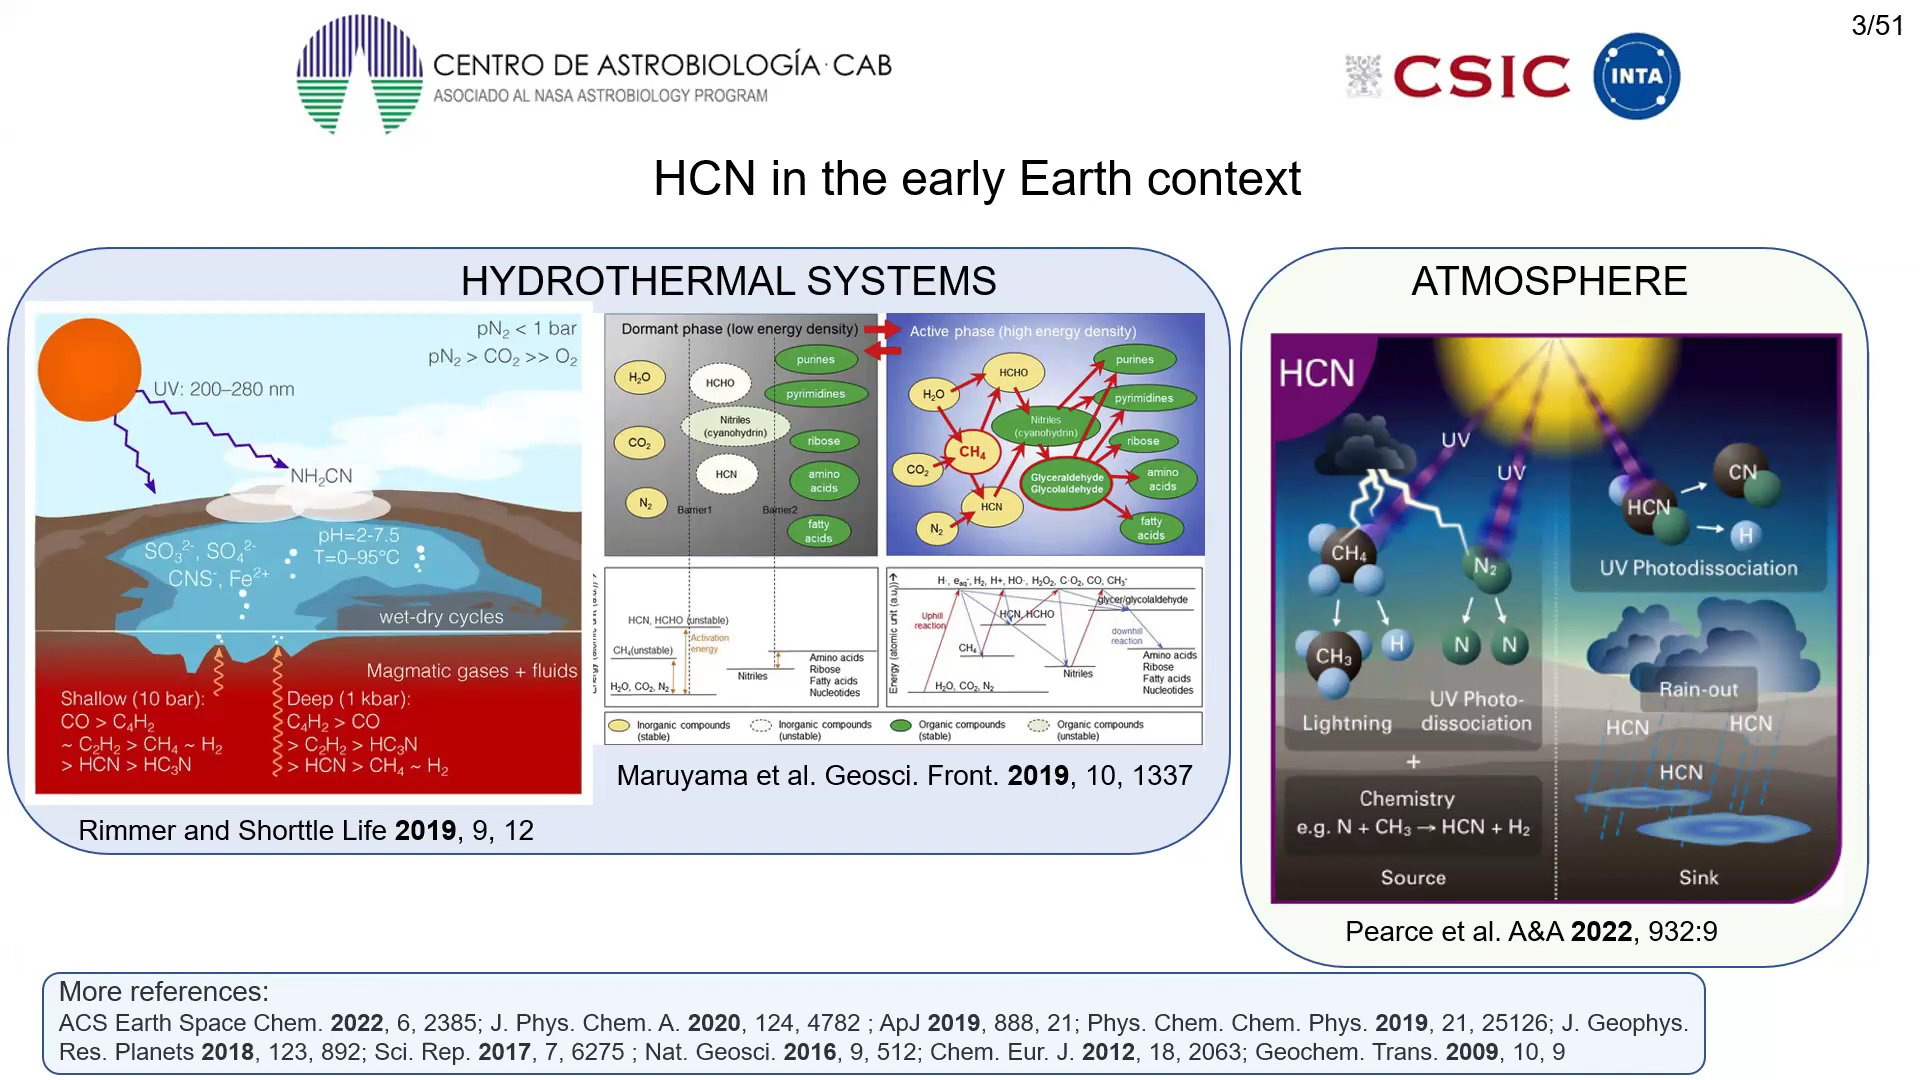 3/51
CENTRO DE ASTROBIOLOGÍA · CAB
ASOCIADO AL NASA ASTROBIOLOGY PROGRAM
CSIC
INTA
HCN in the early Earth context
HYDROTHERMAL SYSTEMS
pN₂ < 1 bar
pN₂ > CO₂ >> O₂
UV: 200–280 nm
NH₂CN
pH=2-7.5
SO₃²⁻, SO₄²⁻
T=0–95°C
CNS⁻, Fe²⁺
wet-dry cycles
Magmatic gases + fluids
Shallow (10 bar):
CO > C₄H₂
~ C₂H₂ > CH₄ ~ H₂
> HCN > HC₃N
Deep (1 kbar):
C₄H₂ > CO
> C₂H₂ > HC₃N
> HCN > CH₄ ~ H₂
Rimmer and Shorttle Life 2019, 9, 12
Dormant phase (low energy density)
H₂O
CO₂
N₂
HCHO
Nitriles
(cyanohydrin)
HCN
Barrier1
Barrier2
purines
pyrimidines
ribose
amino
acids
fatty
acids
Active phase (high energy density)
H₂O
HCHO
CH₄
CO₂
N₂
HCN
Nitriles
(cyanohydrin)
Glyceraldehyde
Glycolaldehyde
purines
pyrimidines
ribose
amino
acids
fatty
acids
HCN, HCHO (unstable)
Activation
energy
CH₄(unstable)
H₂O, CO₂, N₂
Nitriles
Amino acids
Ribose
Fatty acids
Nucleotides
Energy (atomic unit (a.u))
H·, eaq⁻, H₂, H+, HO·, H₂O₂, C·O₂, CO, CH₃·
glycer/glycolaldehyde
HCN, HCHO
Uphill
reaction
downhill
reaction
CH₄
Nitriles
H₂O, CO₂, N₂
Amino acids
Ribose
Fatty acids
Nucleotides
Inorganic compounds
(stable)
Inorganic compounds
(unstable)
Organic compounds
(stable)
Organic compounds
(unstable)
Maruyama et al. Geosci. Front. 2019, 10, 1337
ATMOSPHERE
HCN
UV
UV
CH₄
N₂
CH₃
H
N
N
Lightning
UV Photo-
dissociation
+
Chemistry
e.g. N + CH₃ → HCN + H₂
Source
HCN
CN
H
UV Photodissociation
Rain-out
HCN
HCN
HCN
Sink
Pearce et al. A&A 2022, 932:9
More references:
ACS Earth Space Chem. 2022, 6, 2385; J. Phys. Chem. A. 2020, 124, 4782 ; ApJ 2019, 888, 21; Phys. Chem. Chem. Phys. 2019, 21, 25126; J. Geophys.
Res. Planets 2018, 123, 892; Sci. Rep. 2017, 7, 6275 ; Nat. Geosci. 2016, 9, 512; Chem. Eur. J. 2012, 18, 2063; Geochem. Trans. 2009, 10, 9